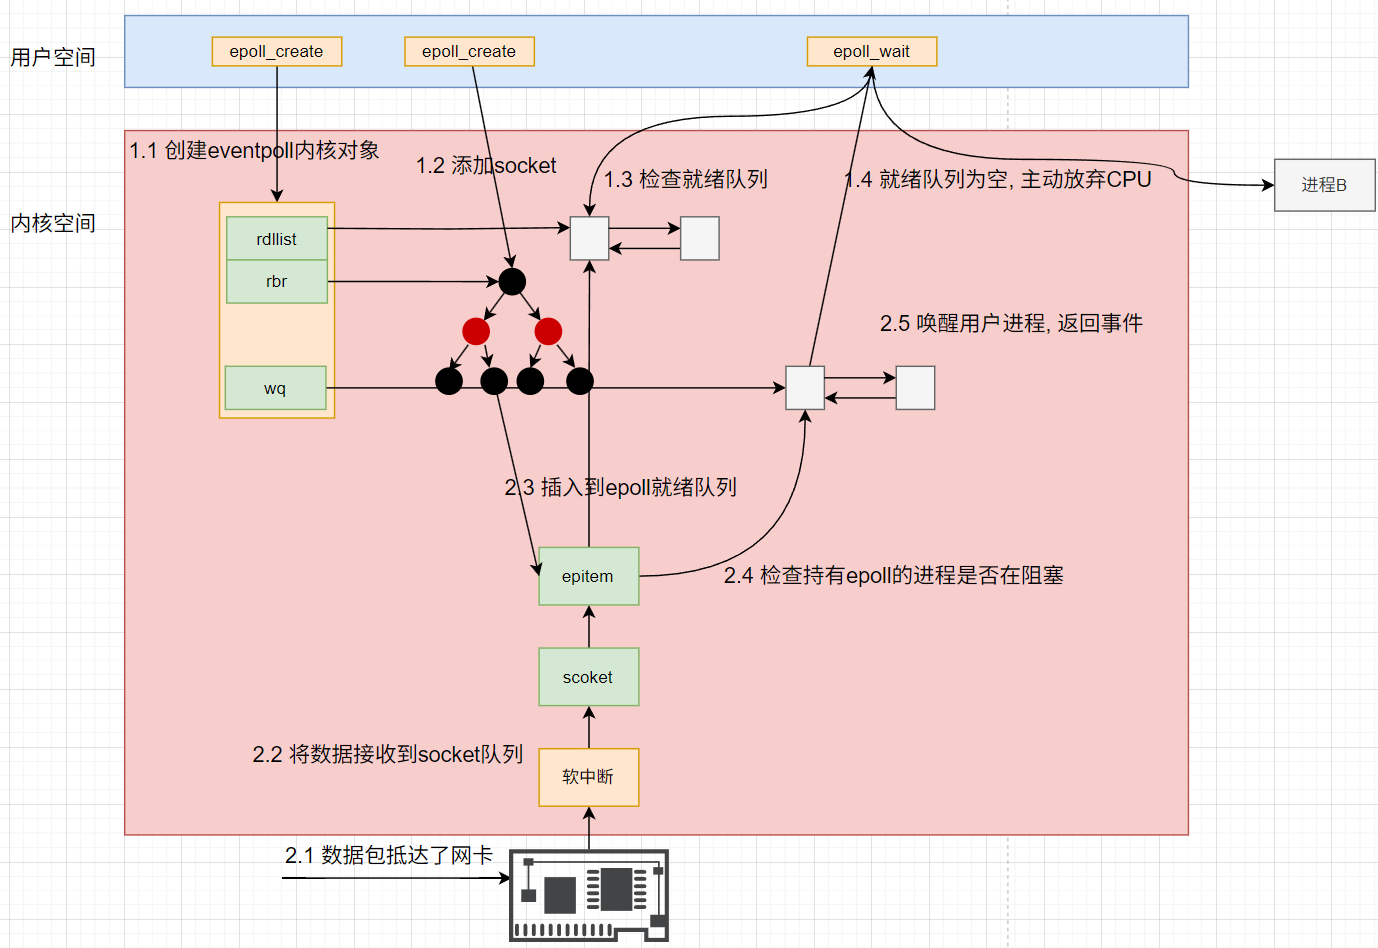 用户空间
epoll_create
epoll_create
epoll_wait
1.1 创建eventpoll内核对象
1.2 添加socket
1.3 检查就绪队列
1.4 就绪队列为空, 主动放弃CPU
进程B
内核空间
rdllist
rbr
wq
2.5 唤醒用户进程, 返回事件
2.3 插入到epoll就绪队列
epitem
2.4 检查持有epoll的进程是否在阻塞
scoket
2.2 将数据接收到socket队列
软中断
2.1 数据包抵达了网卡